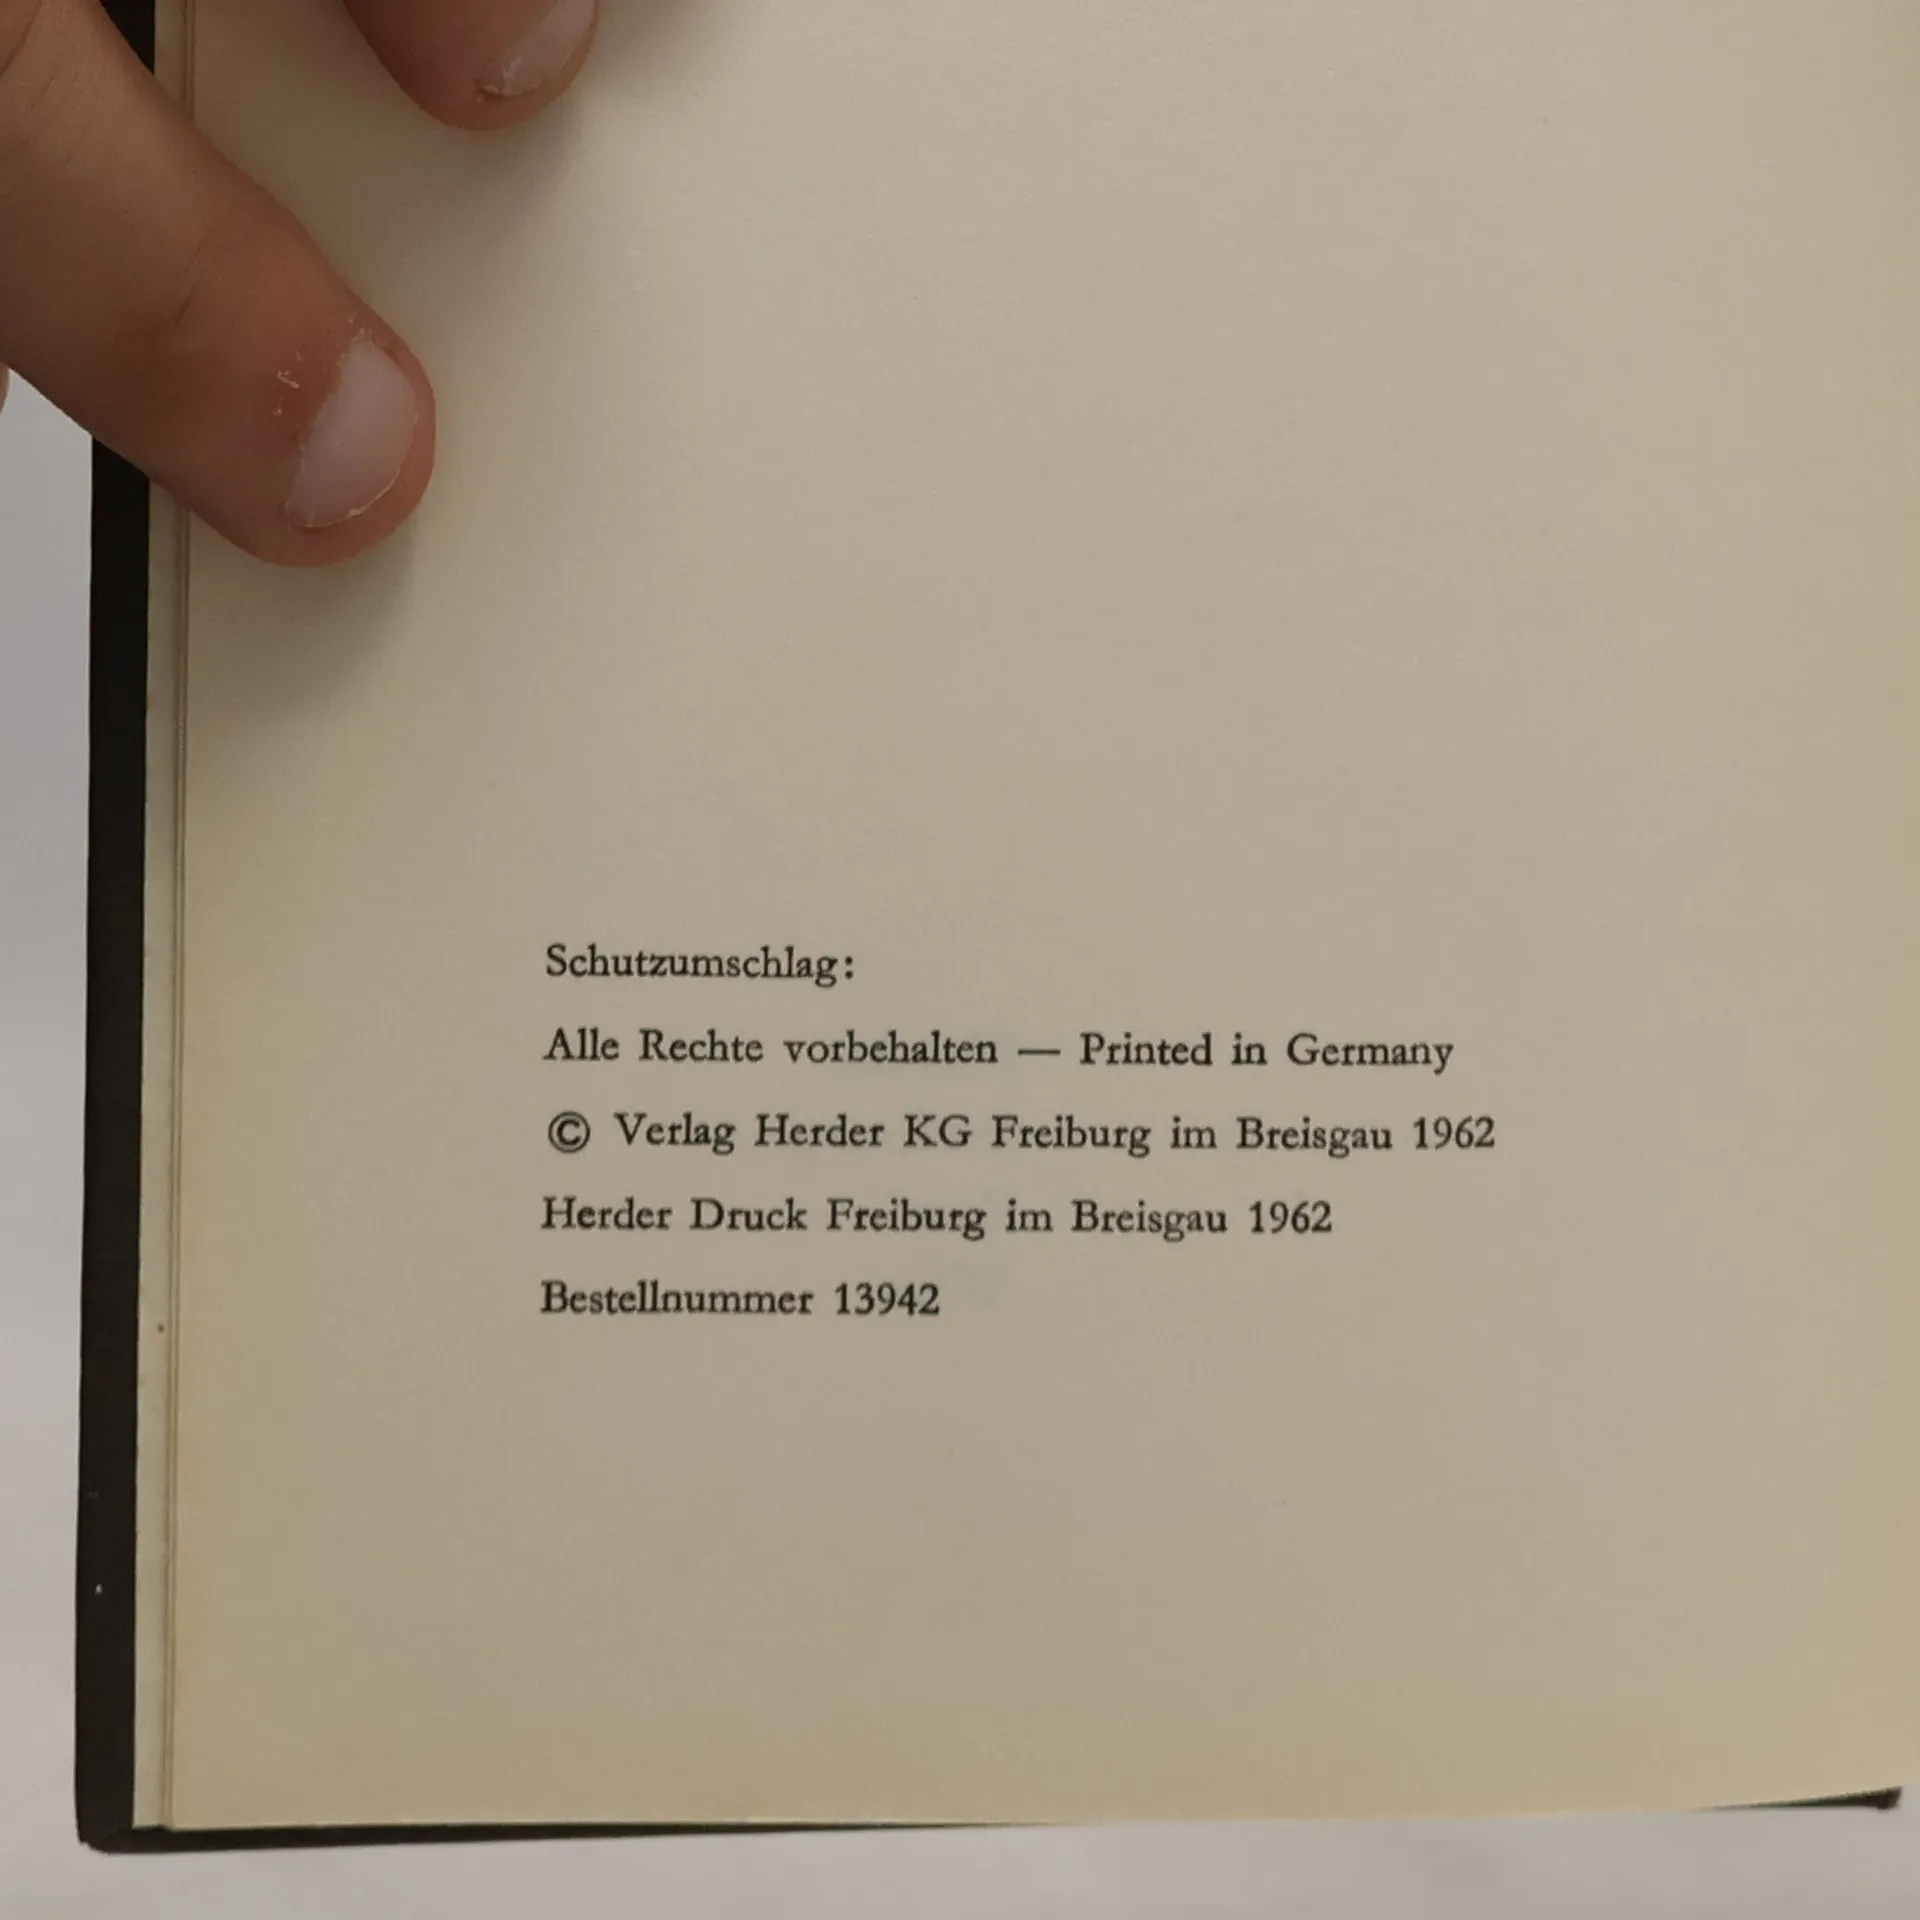 Schutzumschlag:
Alle Rechte vorbehalten — Printed in Germany
© Verlag Herder KG Freiburg im Breisgau 1962
Herder Druck Freiburg im Breisgau 1962
Bestellnummer 13942